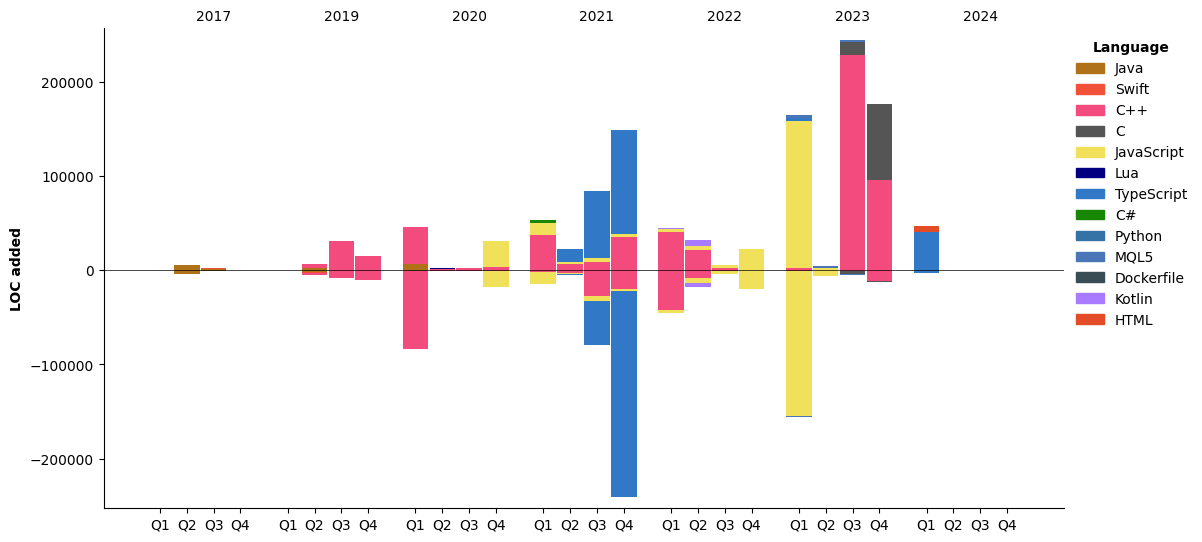 2017 2019 2020 2021 2022 2023 2024
LOC added
200000
100000
0
−100000
−200000
Q1 Q2 Q3 Q4 Q1 Q2 Q3 Q4 Q1 Q2 Q3 Q4 Q1 Q2 Q3 Q4 Q1 Q2 Q3 Q4 Q1 Q2 Q3 Q4 Q1 Q2 Q3 Q4
Language
Java
Swift
C++
C
JavaScript
Lua
TypeScript
C#
Python
MQL5
Dockerfile
Kotlin
HTML